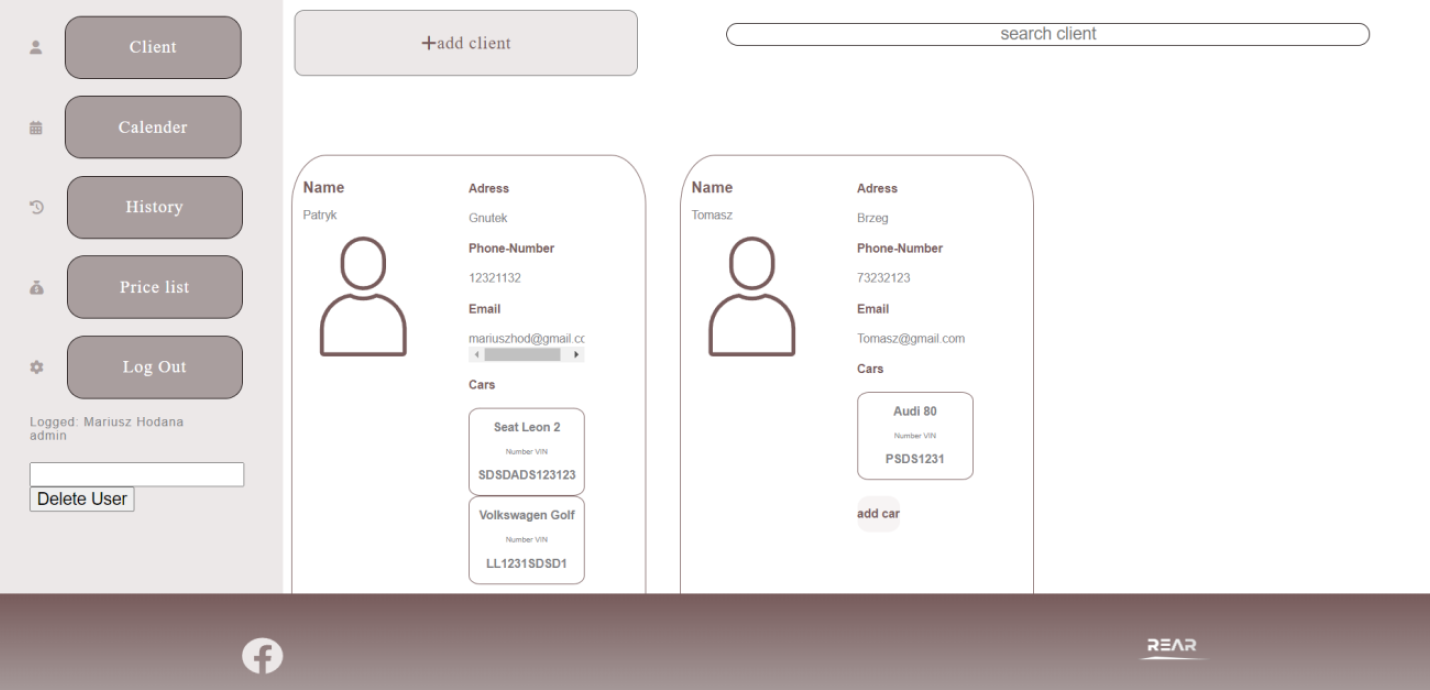 Client
Calender
History
Price list
Log Out
Logged: Mariusz Hodana
admin
Delete User
+add client
search client
Name
Patryk
Adress
Gnutek
Phone-Number
12321132
Email
mariuszhod@gmail.cc
Cars
Seat Leon 2
Number VIN
SDSDADS123123
Volkswagen Golf
Number VIN
LL1231SDSD1
Name
Tomasz
Adress
Brzeg
Phone-Number
73232123
Email
Tomasz@gmail.com
Cars
Audi 80
Number VIN
PSDS1231
add car
REAR